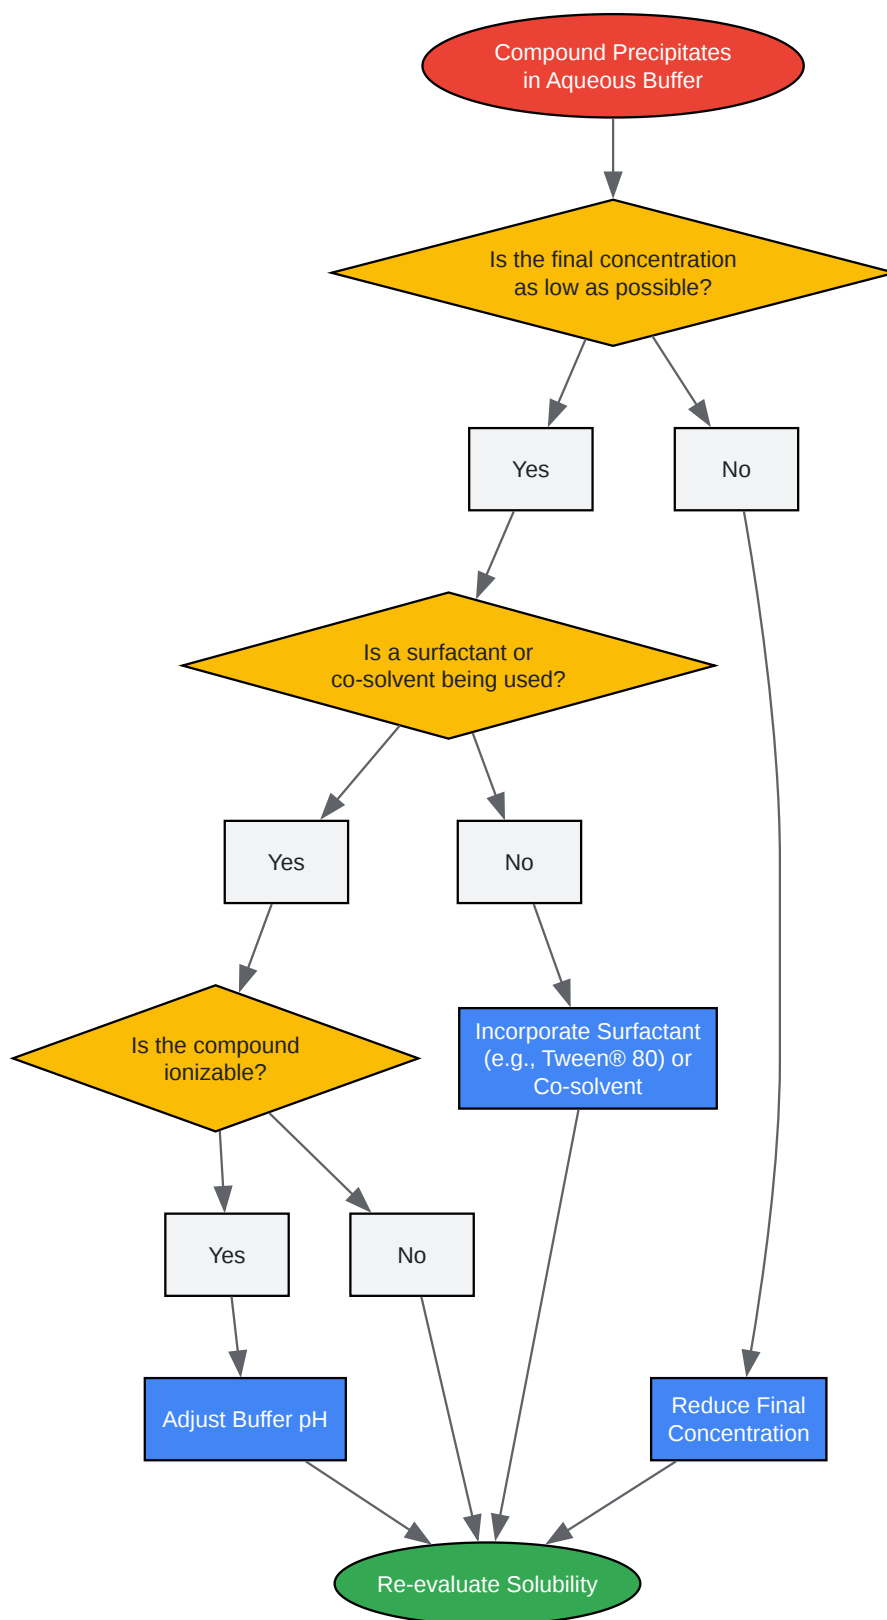 Compound Precipitates
in Aqueous Buffer
Is the final concentration
as low as possible?
Yes
No
Is a surfactant or
co-solvent being used?
Yes
No
Is the compound
ionizable?
Incorporate Surfactant
(e.g., Tween® 80) or
Co-solvent
Yes
No
Adjust Buffer pH
Reduce Final
Concentration
Re-evaluate Solubility